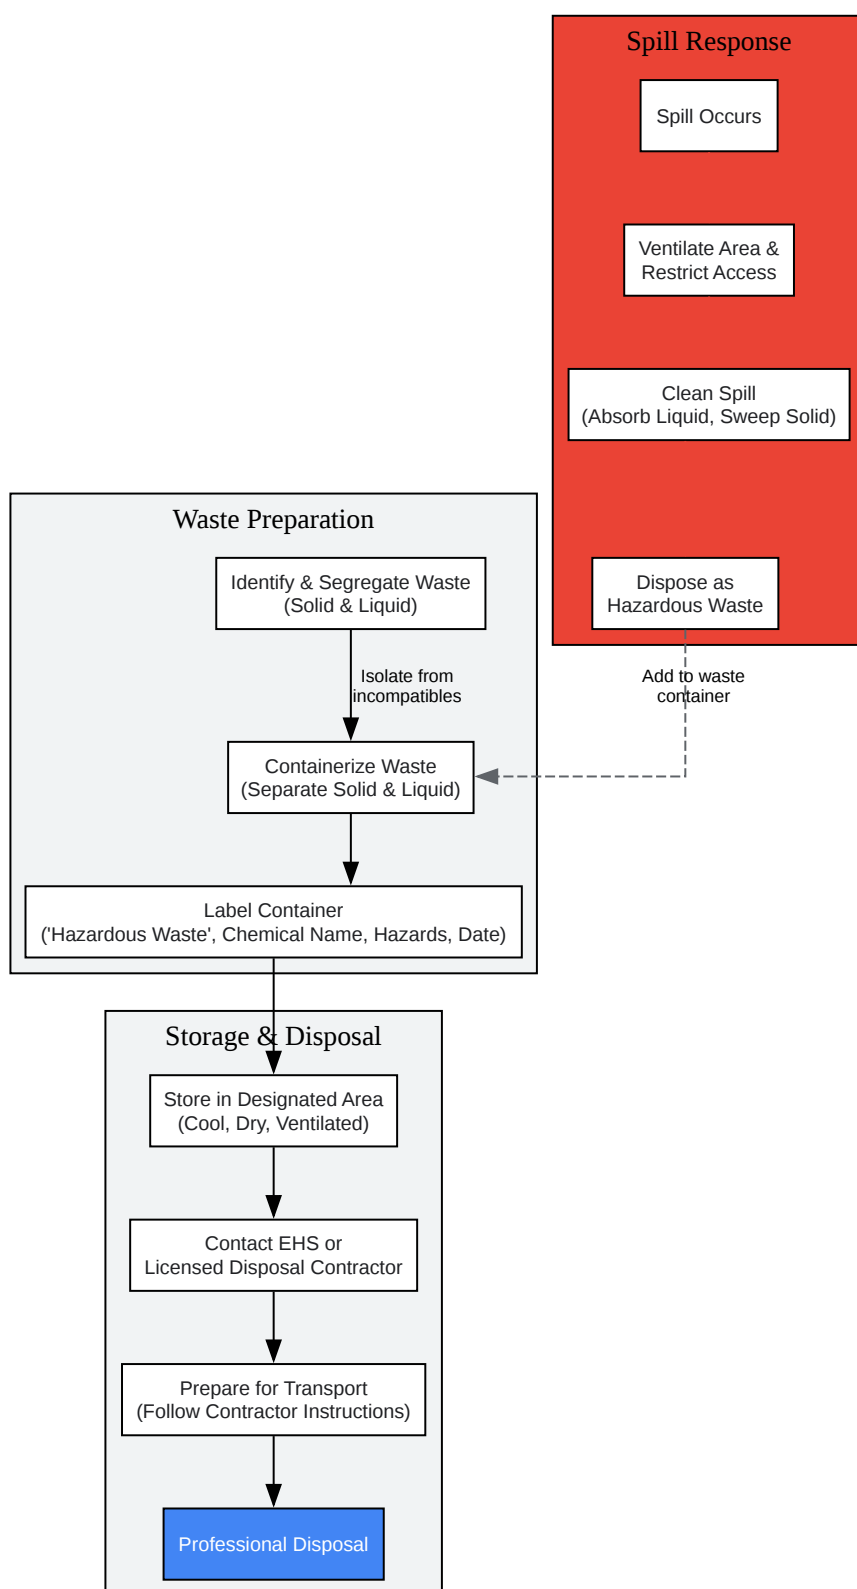 Spill Response
Spill Occurs
Ventilate Area &
Restrict Access
Clean Spill
(Absorb Liquid, Sweep Solid)
Dispose as
Hazardous Waste
Add to waste
container
Waste Preparation
Identify & Segregate Waste
(Solid & Liquid)
Isolate from
incompatibles
Containerize Waste
(Separate Solid & Liquid)
Label Container
('Hazardous Waste', Chemical Name, Hazards, Date)
Storage & Disposal
Store in Designated Area
(Cool, Dry, Ventilated)
Contact EHS or
Licensed Disposal Contractor
Prepare for Transport
(Follow Contractor Instructions)
Professional Disposal